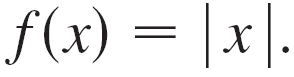 f(x) = |x|.